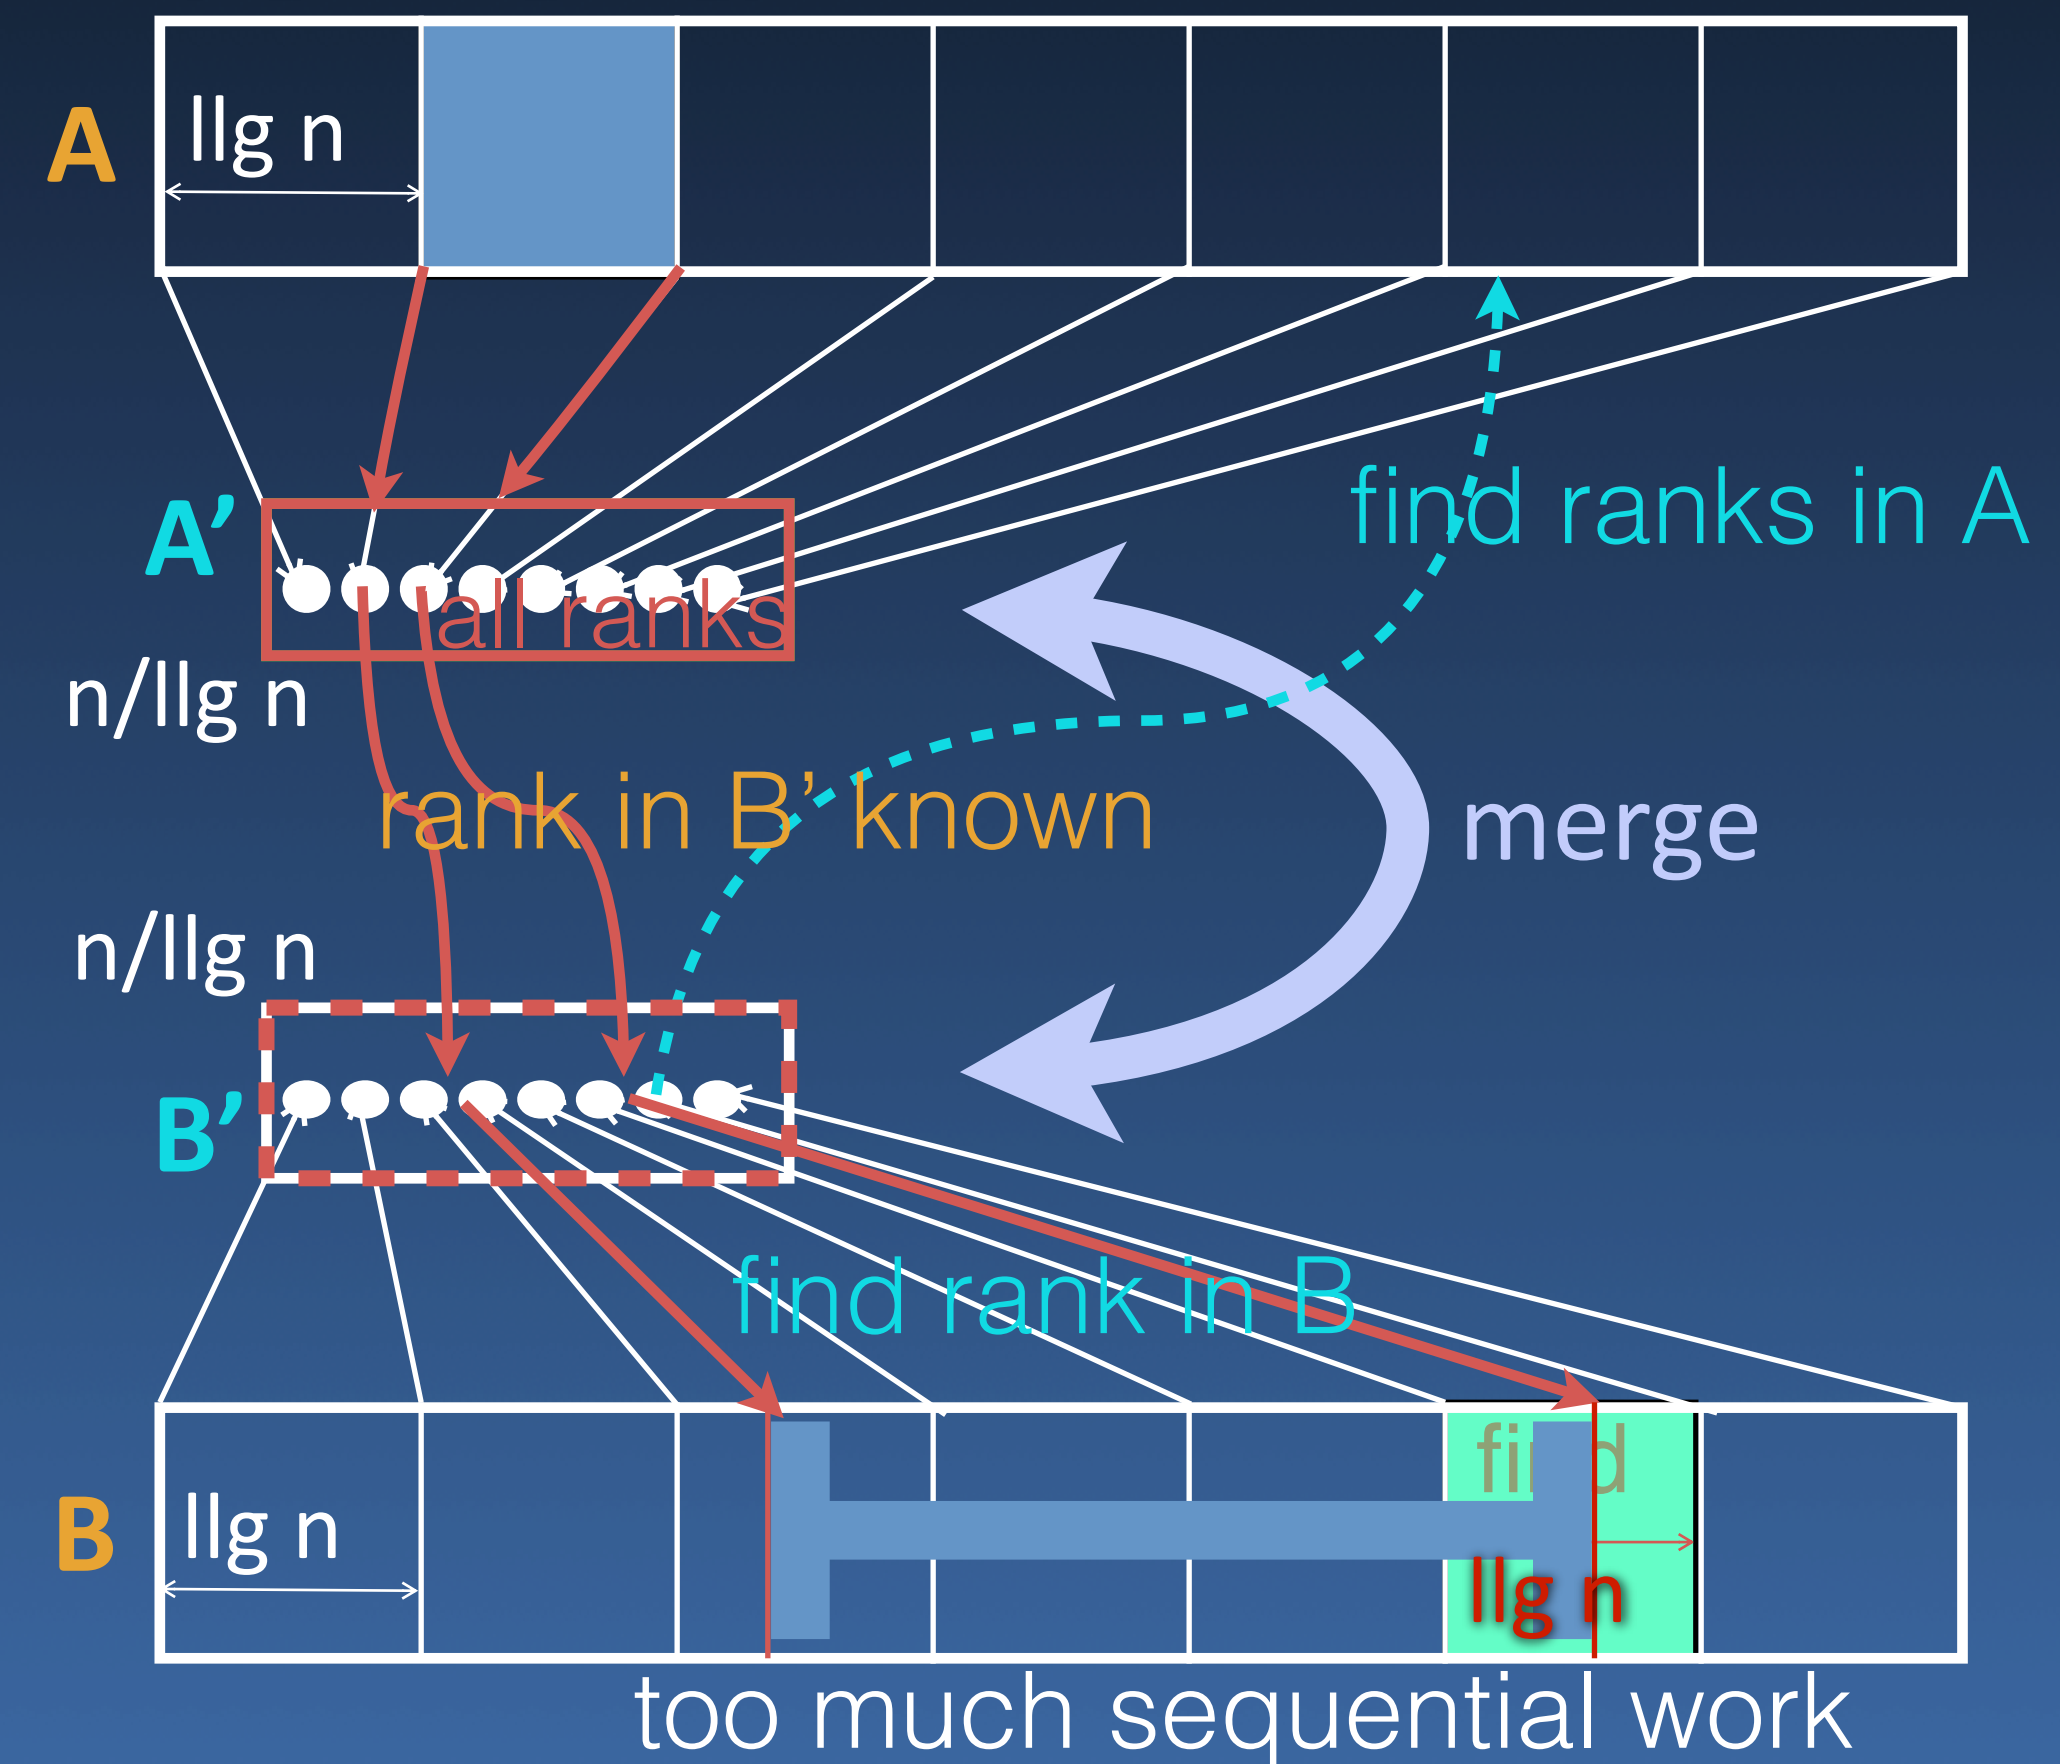 A
llg n
find ranks in A
A’
all ranks
n/llg n
rank in B’ known
merge
n/llg n
B’
find rank in B
B
llg n
find
llg n
too much sequential work